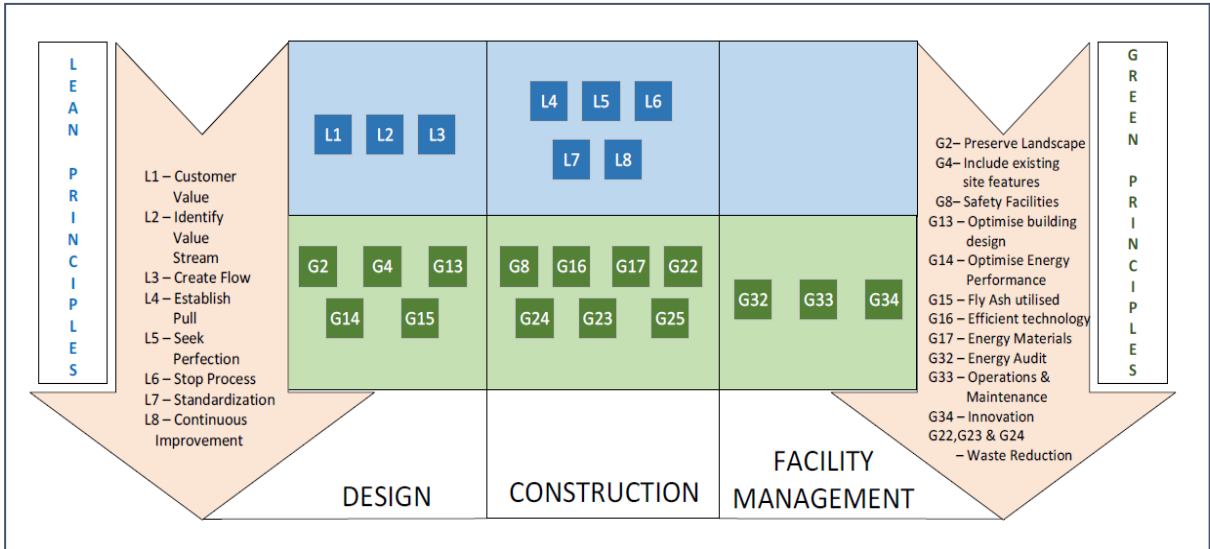 LEAN PRINCIPLES
L1 – Customer
Value
L2 – Identify
Value
Stream
L3 – Create Flow
L4 – Establish
Pull
L5 – Seek
Perfection
L6 – Stop Process
L7 – Standardization
L8 – Continuous
Improvement
L1 L2 L3
L4 L5 L6
L7 L8
G2 G4 G13
G14 G15
G8 G16 G17 G22
G24 G23 G25
G32 G33 G34
DESIGN
CONSTRUCTION
FACILITY
MANAGEMENT
G2– Preserve Landscape
G4– Include existing
site features
G8– Safety Facilities
G13 – Optimise building
design
G14 – Optimise Energy
Performance
G15 – Fly Ash utilised
G16 – Efficient technology
G17 – Energy Materials
G32 – Energy Audit
G33 – Operations &
Maintenance
G34 – Innovation
G22,G23 & G24
– Waste Reduction
GREEN PRINCIPLES